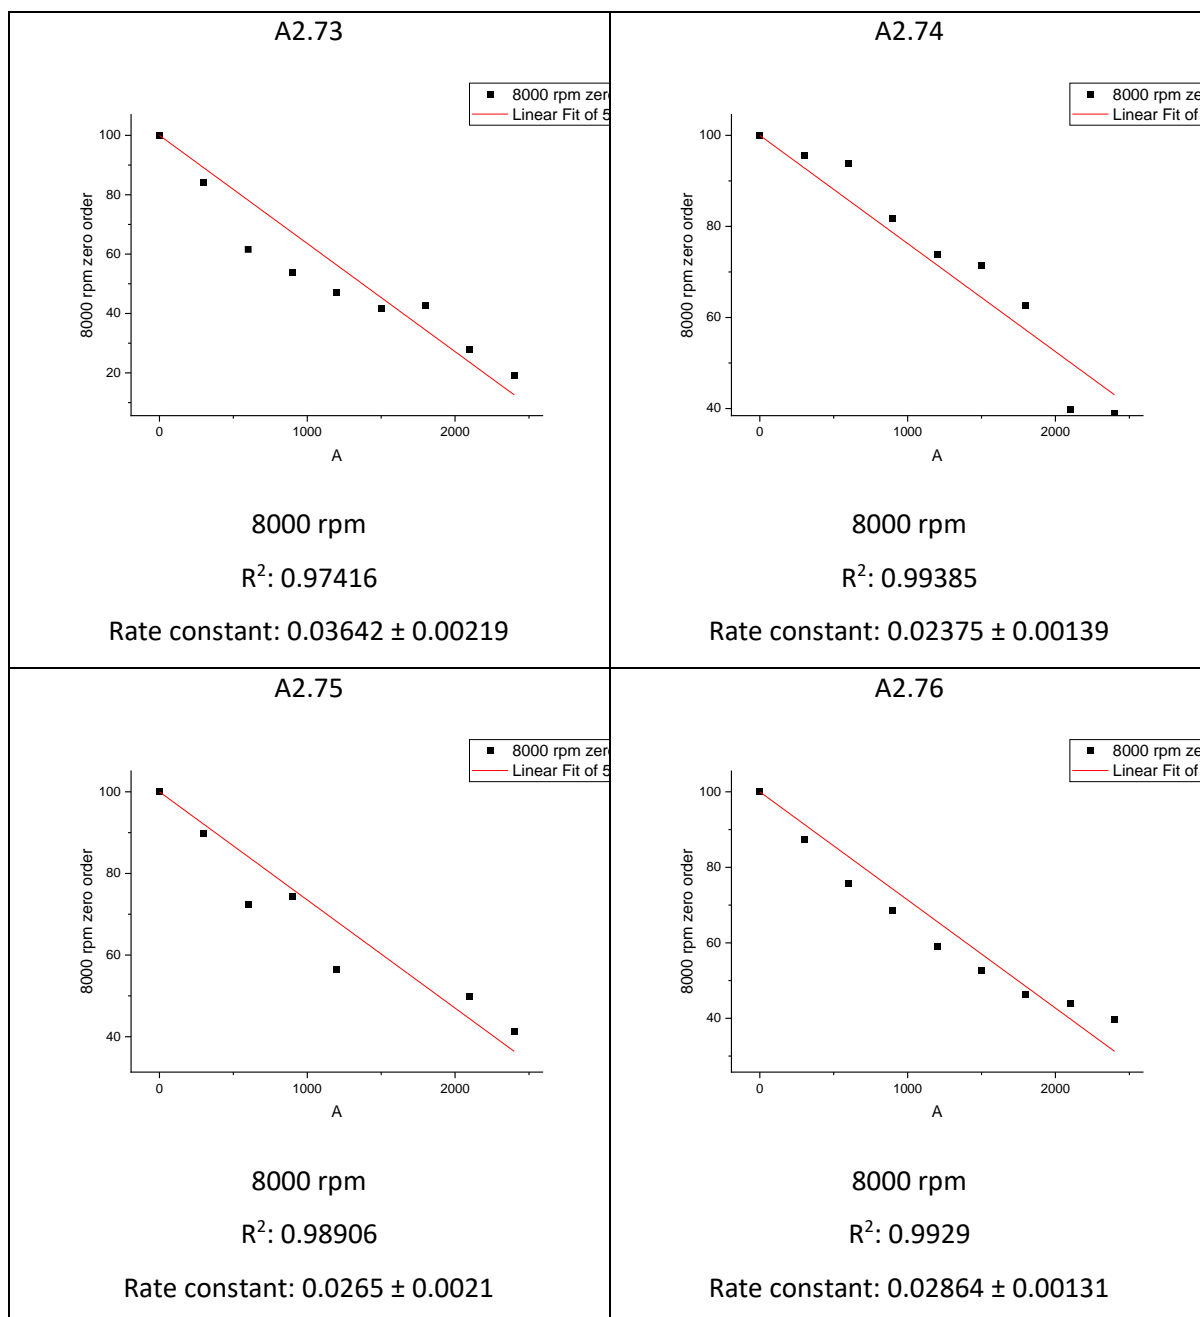 A2.73
8000 rpm zero
Linear Fit of 5
100
80
60
40
20
0
1000
2000
8000 rpm zero order
A
8000 rpm
R²: 0.97416
Rate constant: 0.03642 ± 0.00219
A2.74
8000 rpm ze
Linear Fit of
100
80
60
40
0
1000
2000
8000 rpm zero order
A
8000 rpm
R²: 0.99385
Rate constant: 0.02375 ± 0.00139
A2.75
8000 rpm zer
Linear Fit of 5
100
80
60
40
0
1000
2000
8000 rpm zero order
A
8000 rpm
R²: 0.98906
Rate constant: 0.0265 ± 0.0021
A2.76
8000 rpm ze
Linear Fit of
100
80
60
40
0
1000
2000
8000 rpm zero order
A
8000 rpm
R²: 0.9929
Rate constant: 0.02864 ± 0.00131